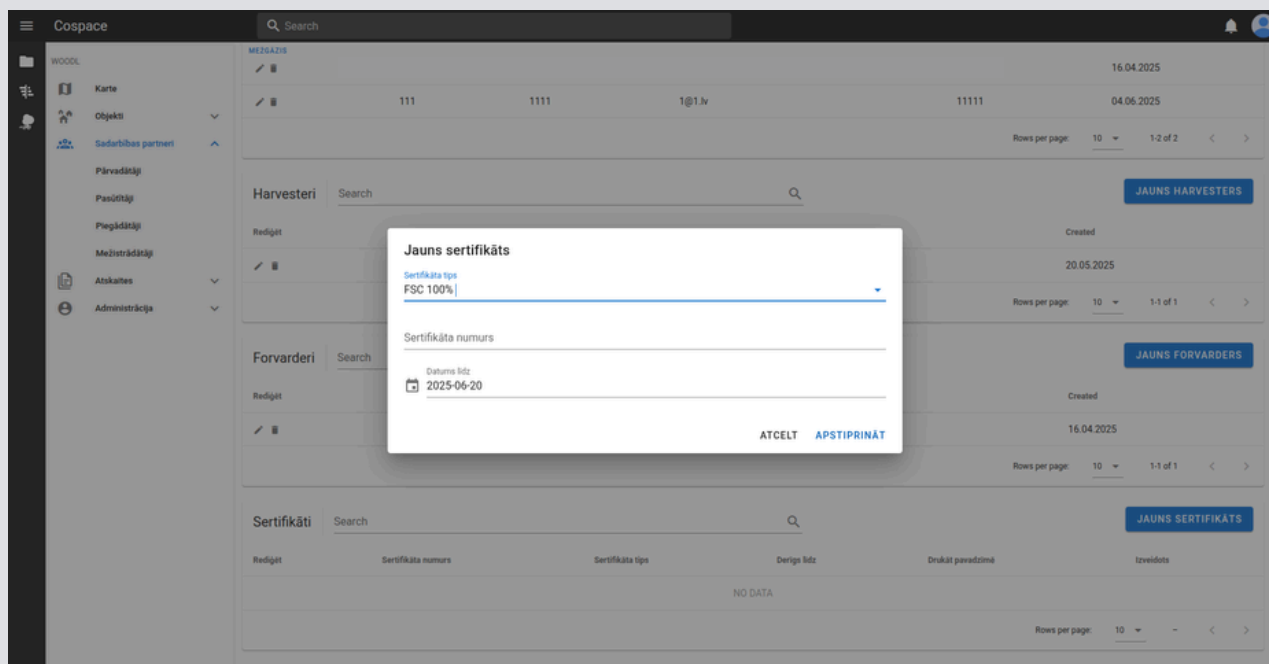 Cospace
Search
WOODL
Karte
Objekti
Sadarbības partneri
Pārvadātāji
Pasūtītāji
Piegādātāji
Mežistrādātāji
Atskaites
Administrācija
MEZGAZIS
16.04.2025
111 1111 1@1.lv 11111 04.06.2025
Rows per page: 10 1-2 of 2
Harvesteri Search JAUNS HARVESTERS
Rediģēt Created
20.05.2025
Rows per page: 10 1-1 of 1
Forvarderi Search JAUNS FORVARDERS
Rediģēt Created
16.04.2025
Rows per page: 10 1-1 of 1
Jauns sertifikāts
Sertifikāta tips
FSC 100%
Sertifikāta numurs
Datums līdz
2025-06-20
ATCELT APSTIPRINĀT
Sertifikāti Search JAUNS SERTIFIKĀTS
Rediģēt Sertifikāta numurs Sertifikāta tips Derīgs līdz Drukāt pavadzīmē Izveidots
NO DATA
Rows per page: 10 –